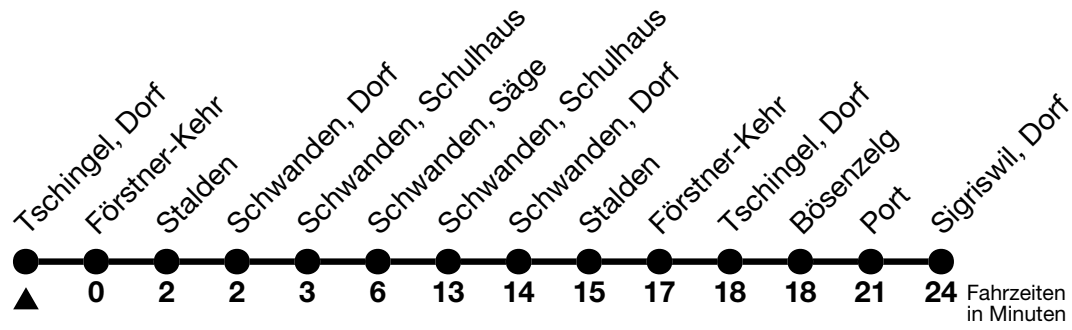 Tschingel, Dorf
Förstner-Kehr
Stalden
Schwanden, Dorf
Schwanden, Schulhaus
Schwanden, Säge
Schwanden, Schulhaus
Schwanden, Dorf
Stalden
Förstner-Kehr
Tschingel, Dorf
Bösenzelg
Port
Sigriswil, Dorf
0 2 2 3 6 13 14 15 17 18 18 21 24 Fahrzeiten
in Minuten